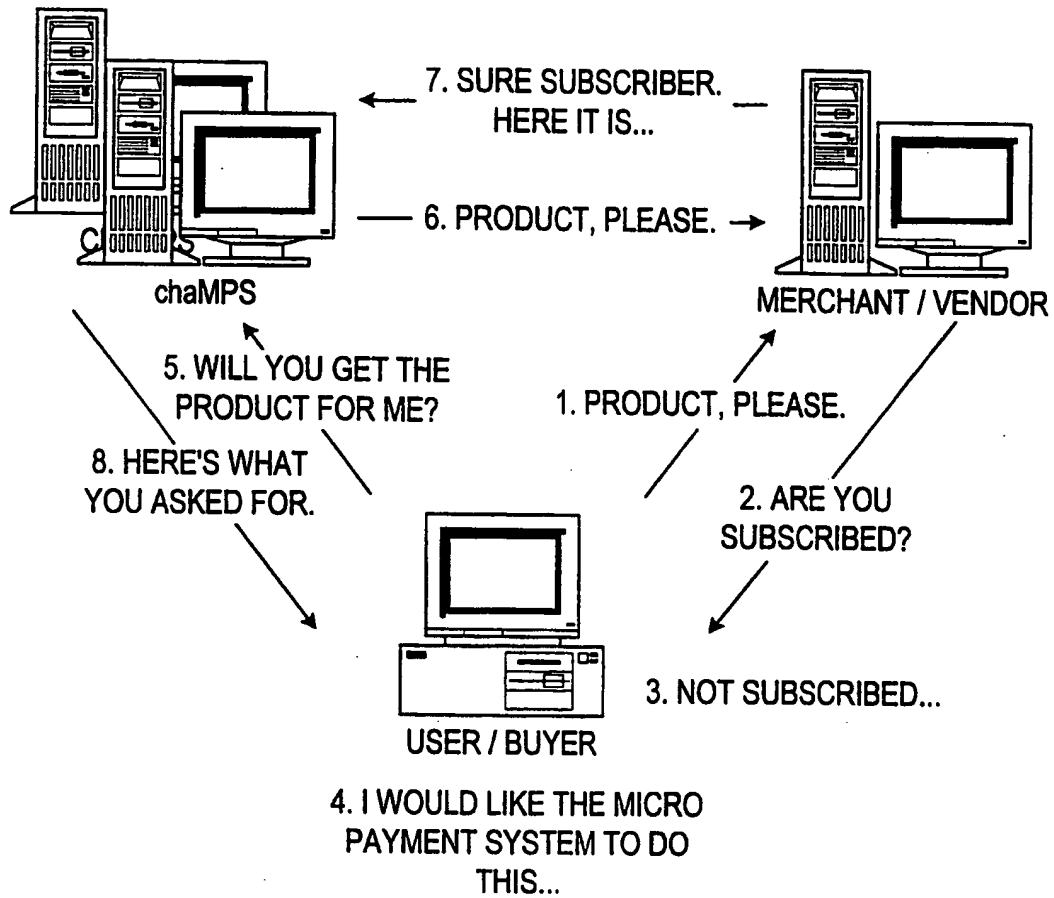 7. SURE SUBSCRIBER.
HERE IT IS...
6. PRODUCT, PLEASE.
chaMPS
MERCHANT / VENDOR
5. WILL YOU GET THE
PRODUCT FOR ME?
1. PRODUCT, PLEASE.
8. HERE'S WHAT
YOU ASKED FOR.
2. ARE YOU
SUBSCRIBED?
3. NOT SUBSCRIBED...
USER / BUYER
4. I WOULD LIKE THE MICRO
PAYMENT SYSTEM TO DO
THIS...